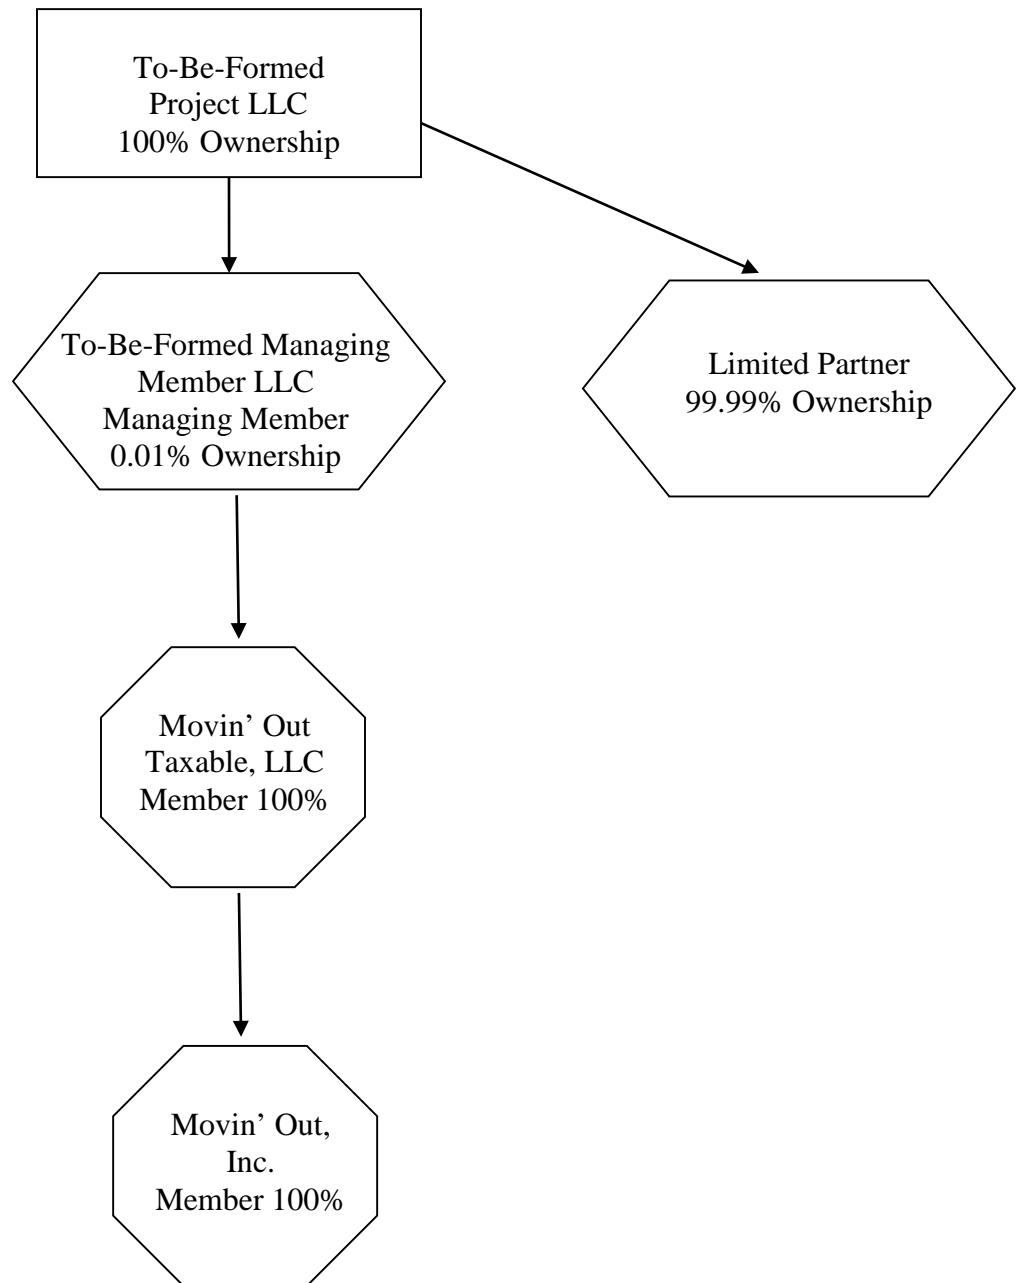 To-Be-Formed
Project LLC
100% Ownership
To-Be-Formed Managing
Member LLC
Managing Member
0.01% Ownership
Limited Partner
99.99% Ownership
Movin’ Out
Taxable, LLC
Member 100%
Movin’ Out,
Inc.
Member 100%